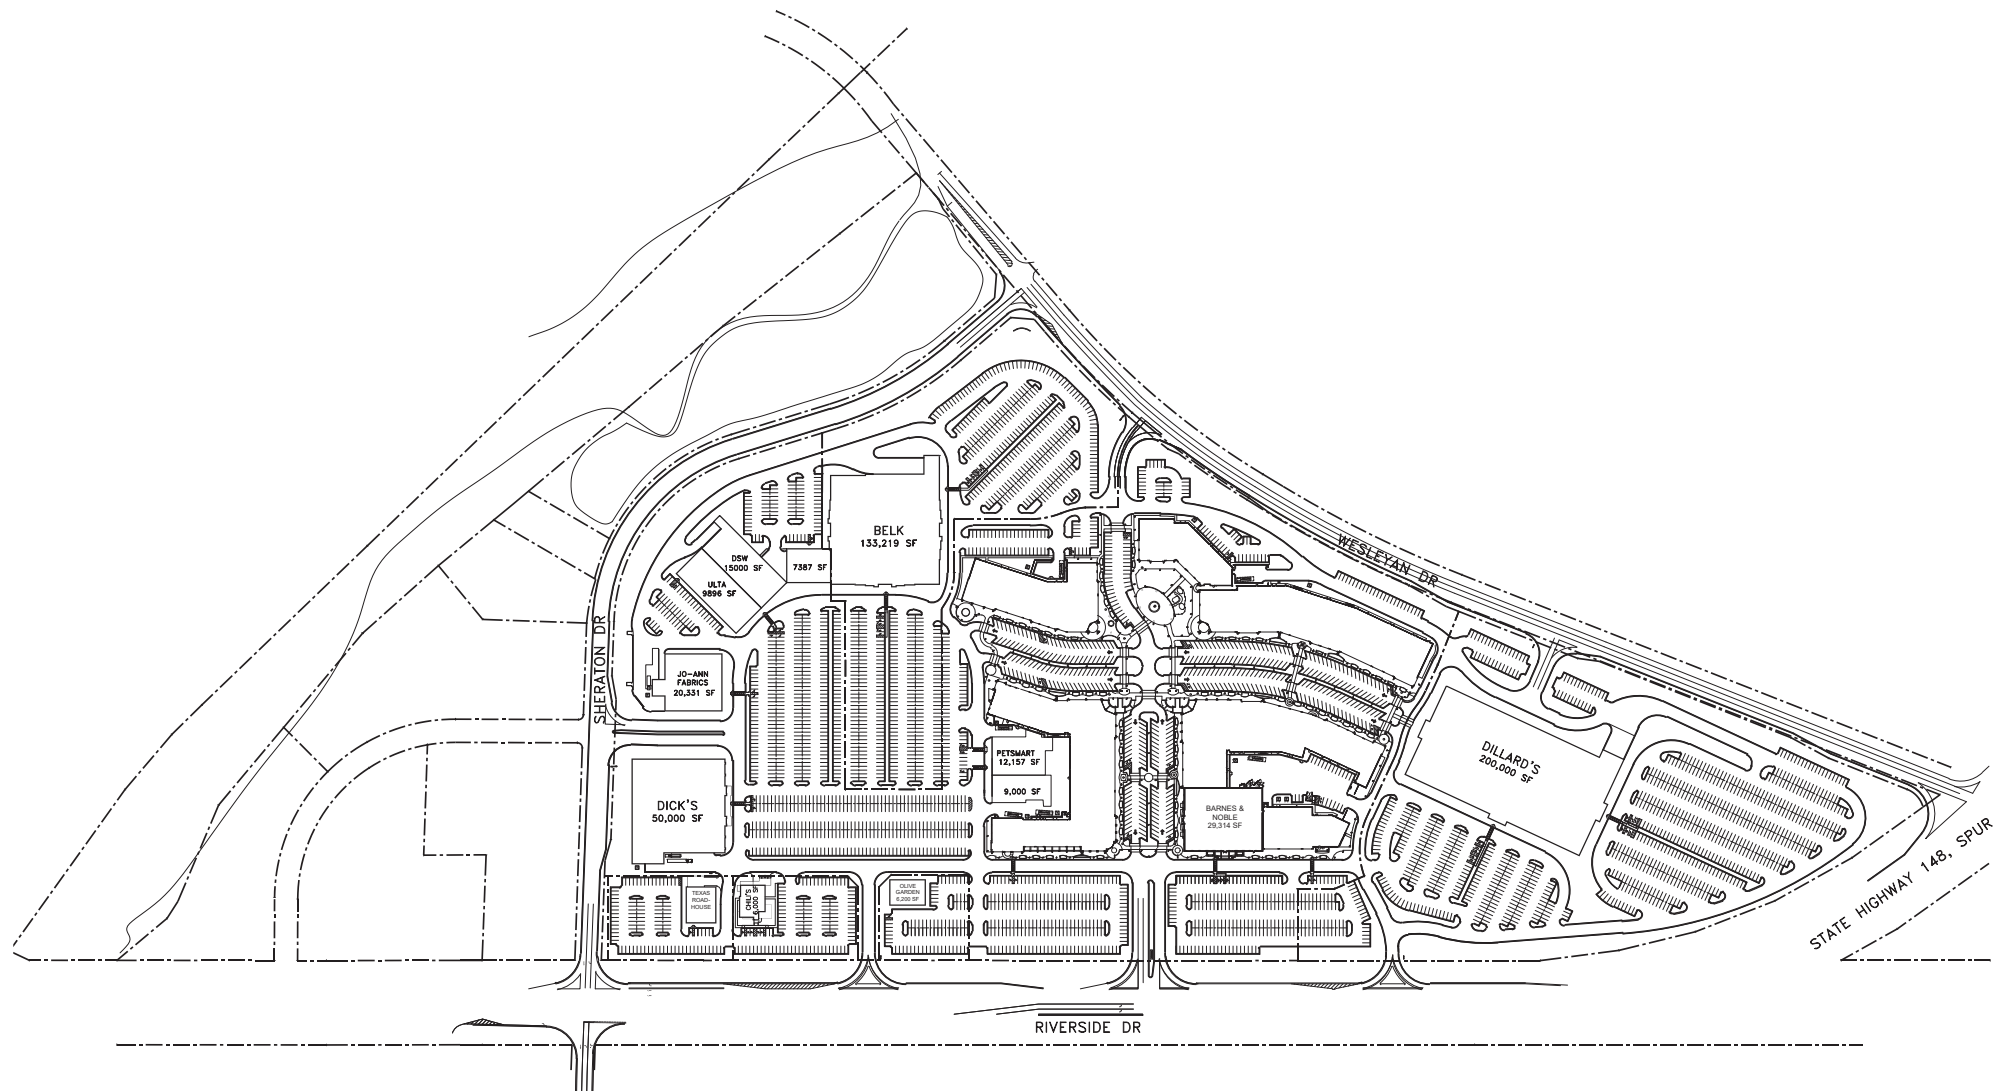 WESLEYAN DR
BELK
133,219 SF
DSW
15000 SF
7387 SF
ULTA
9896 SF
SHERATON DR
JO-ANN
FABRICS
20,331 SF
PETSMART
12,157 SF
9,000 SF
DILLARD'S
200,000 SF
DICK'S
50,000 SF
BARNES &
NOBLE
29,314 SF
STATE HIGHWAY 148, SPUR
TEXAS
ROAD-
HOUSE
CHILI'S
6,000 SF
OLIVE
GARDEN
6,200 SF
RIVERSIDE DR